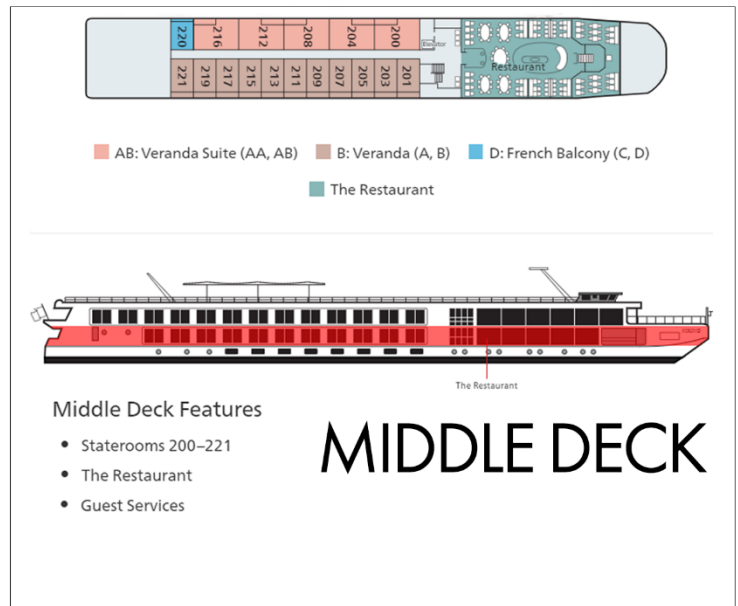 220 216 212 208 204 200
Elevator
Restaurant
221 219 217 215 213 211 209 207 205 203 201
AB: Veranda Suite (AA, AB) B: Veranda (A, B) D: French Balcony (C, D)
The Restaurant
The Restaurant
Middle Deck Features
• Staterooms 200–221
• The Restaurant
• Guest Services
MIDDLE DECK